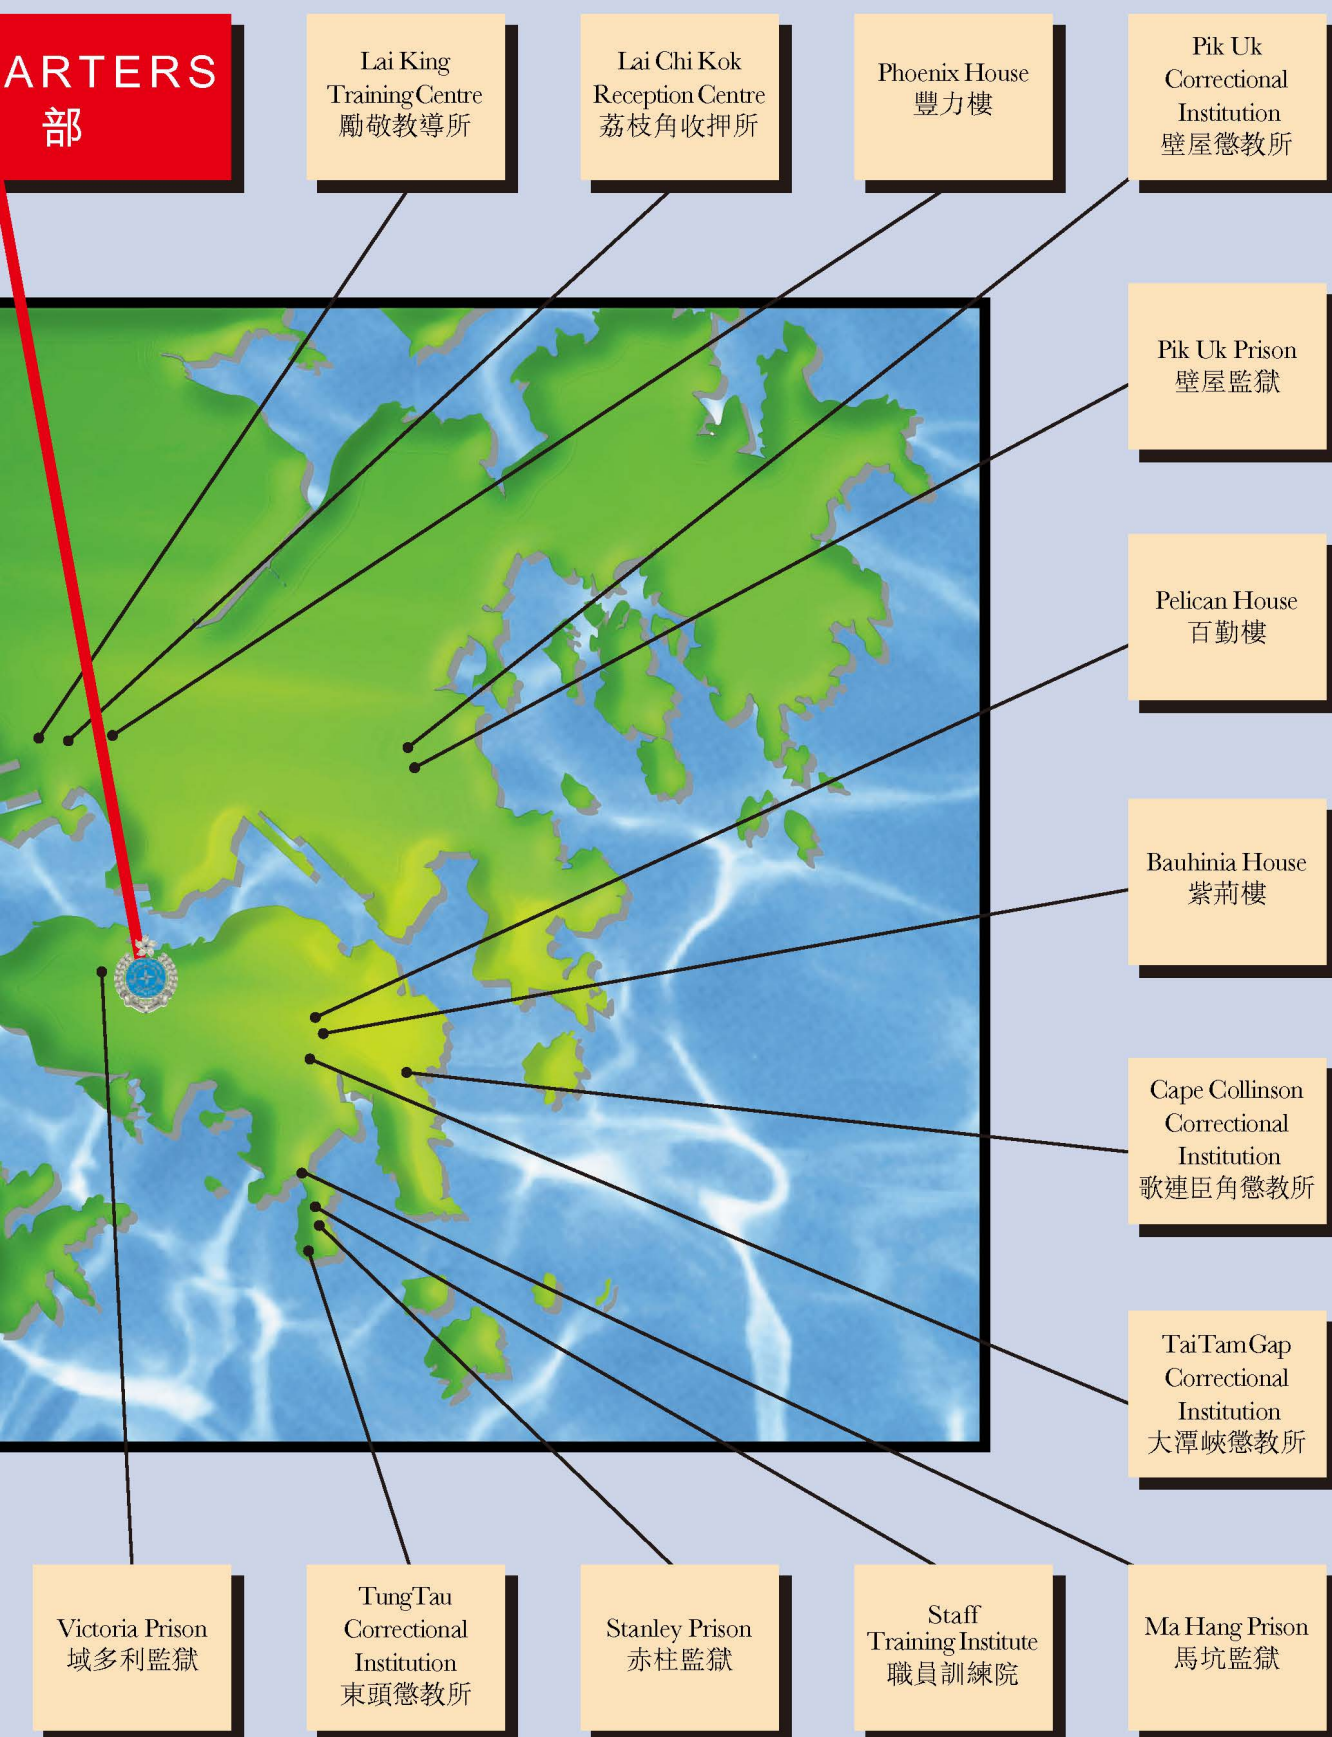 ARTERS
部
Lai King
Training Centre
勵敬教導所
Lai Chi Kok
Reception Centre
荔枝角收押所
Phoenix House
豐力樓
Pik Uk
Correctional
Institution
壁屋懲教所
Pik Uk Prison
壁屋監獄
Pelican House
百勤樓
Bauhinia House
紫荊樓
Cape Collinson
Correctional
Institution
歌連臣角懲教所
Tai Tam Gap
Correctional
Institution
大潭峽懲教所
Victoria Prison
域多利監獄
Tung Tau
Correctional
Institution
東頭懲教所
Stanley Prison
赤柱監獄
Staff
Training Institute
職員訓練院
Ma Hang Prison
馬坑監獄